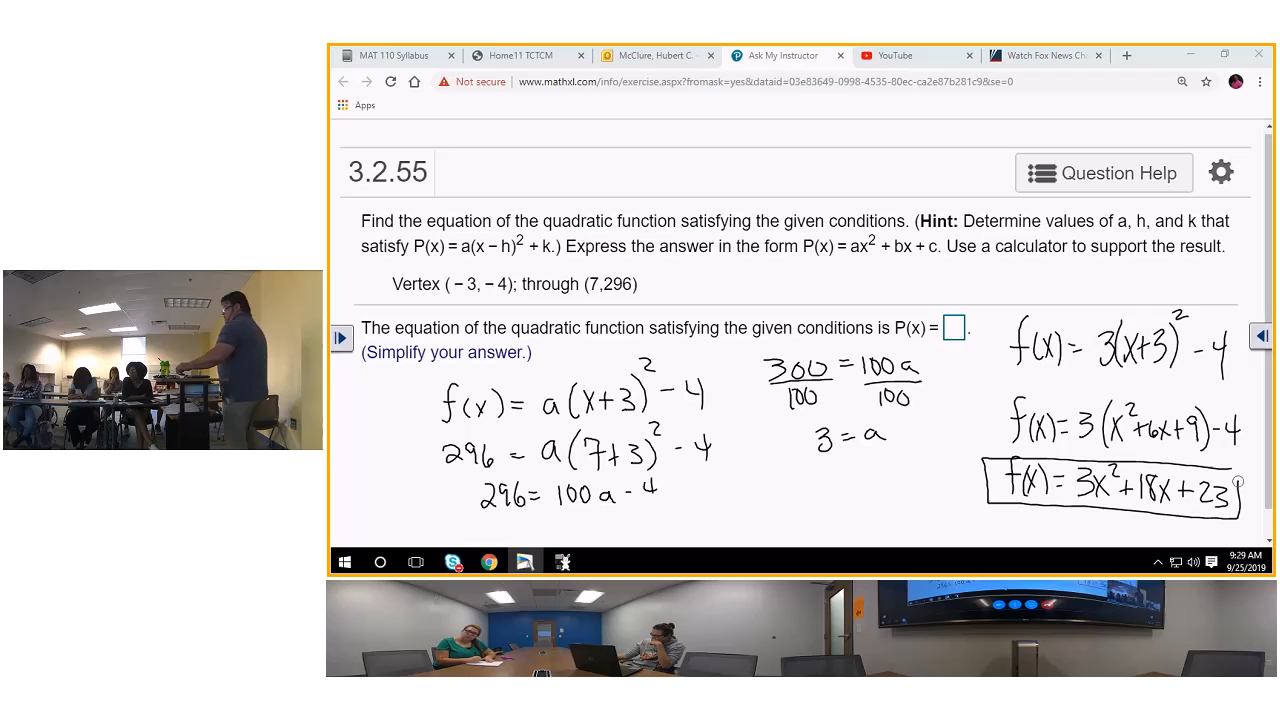 MAT 110 Syllabus
Home11 TCTCM
McClure, Hubert C. -
Ask My Instructor
YouTube
Watch Fox News Ch
Not secure | www.mathxl.com/info/exercise.aspx?fromask=yes&dataid=03e83649-0998-4535-80ec-ca2e87b281c9&se=0
Apps
3.2.55
Question Help
Find the equation of the quadratic function satisfying the given conditions. (Hint: Determine values of a, h, and k that
satisfy P(x) = a(x − h)² + k.) Express the answer in the form P(x) = ax² + bx + c. Use a calculator to support the result.
Vertex ( − 3, − 4); through (7,296)
The equation of the quadratic function satisfying the given conditions is P(x) = .
(Simplify your answer.)
f(x) = a(x+3)² - 4
296 = a(7+3)² - 4
296 = 100a - 4
300 = 100a
100 100
3 = a
f(x) = 3(x+3)² - 4
f(x) = 3(x²+6x+9)-4
f(x) = 3x²+18x+23
9:29 AM
9/25/2019